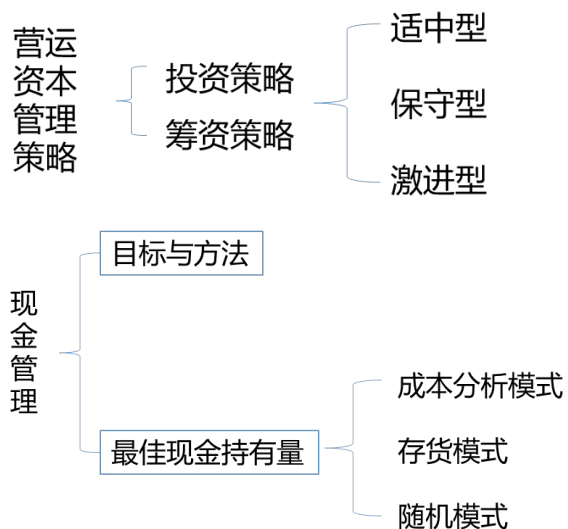 营运
资本
管理
策略
投资策略
筹资策略
适中型
保守型
激进型
现
金
管
理
目标与方法
最佳现金持有量
成本分析模式
存货模式
随机模式